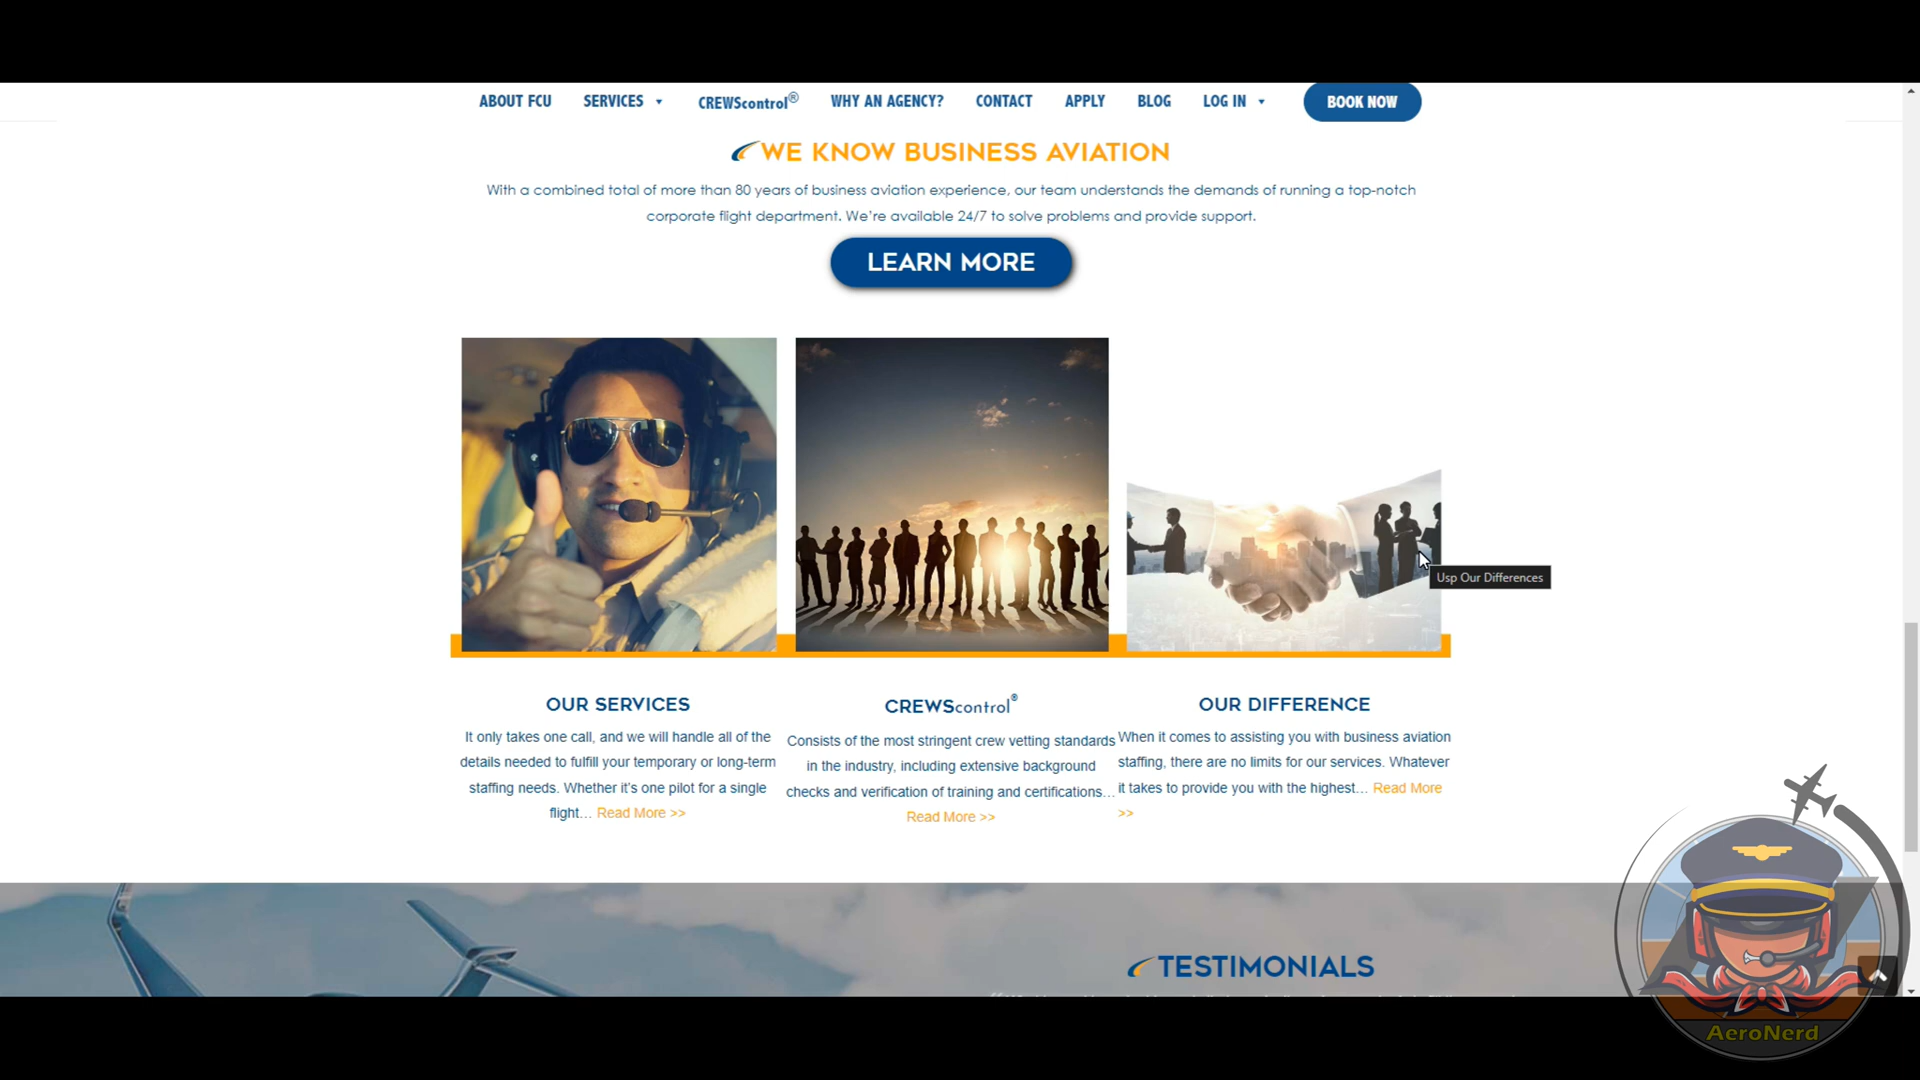 ABOUT FCU SERVICES CREWScontrol® WHY AN AGENCY? CONTACT APPLY BLOG LOG IN BOOK NOW
WE KNOW BUSINESS AVIATION
With a combined total of more than 80 years of business aviation experience, our team understands the demands of running a top-notch
corporate flight department. We're available 24/7 to solve problems and provide support.
LEARN MORE
Usp Our Differences
OUR SERVICES
It only takes one call, and we will handle all of the
details needed to fulfill your temporary or long-term
staffing needs. Whether it's one pilot for a single
flight… Read More >>
CREWScontrol®
Consists of the most stringent crew vetting standards
in the industry, including extensive background
checks and verification of training and certifications…
Read More >>
OUR DIFFERENCE
When it comes to assisting you with business aviation
staffing, there are no limits for our services. Whatever
it takes to provide you with the highest… Read More
>>
TESTIMONIALS
AeroNerd